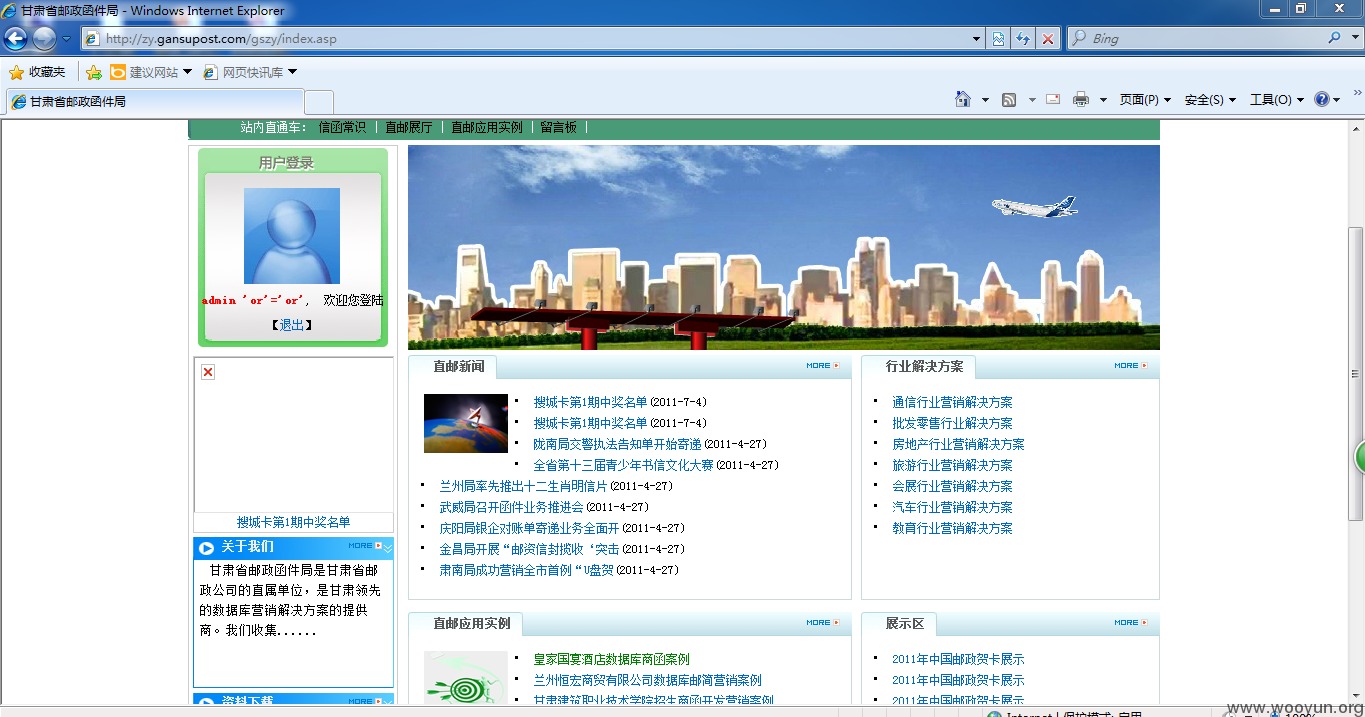 甘肃省邮政函件局 - Windows Internet Explorer
http://zy.gansupost.com/gszy/index.asp
Bing
收藏夹 建议网站 网页快讯库
甘肃省邮政函件局
页面(P) 安全(S) 工具(O)
站内直通车： 信函常识 | 直邮展厅 | 直邮应用实例 | 留言板 |
用户登录
admin 'or'='or', 欢迎您登陆
【退出】
搜城卡第1期中奖名单
关于我们 MORE
甘肃省邮政函件局是甘肃省邮
政公司的直属单位，是甘肃领先
的数据库营销解决方案的提供
商。我们收集......
资料下载 MORE
直邮新闻 MORE
搜城卡第1期中奖名单 (2011-7-4)
搜城卡第1期中奖名单 (2011-7-4)
陇南局交警执法告知单开始寄递 (2011-4-27)
全省第十三届青少年书信文化大赛 (2011-4-27)
兰州局率先推出十二生肖明信片 (2011-4-27)
武威局召开函件业务推进会 (2011-4-27)
庆阳局银企对账单寄递业务全面开 (2011-4-27)
金昌局开展“邮资信封揽收‘突击 (2011-4-27)
肃南局成功营销全市首例“U盘贺 (2011-4-27)
行业解决方案 MORE
通信行业营销解决方案
批发零售行业解决方案
房地产行业营销解决方案
旅游行业营销解决方案
会展行业营销解决方案
汽车行业营销解决方案
教育行业营销解决方案
直邮应用实例 MORE
皇家国宴酒店数据库商函案例
兰州恒宏商贸有限公司数据库邮简营销案例
甘肃建筑职业技术学院招生商函开发营销案例
展示区 MORE
2011年中国邮政贺卡展示
2011年中国邮政贺卡展示
2011年中国邮政贺卡展示
Internet | 保护模式: 启用
www.wooyun.org